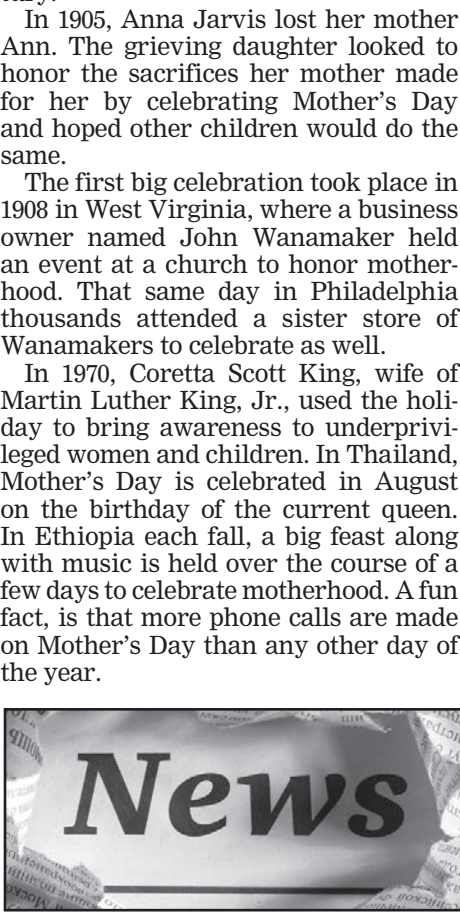 In 1905, Anna Jarvis lost her mother
Ann. The grieving daughter looked to
honor the sacrifices her mother made
for her by celebrating Mother's Day
and hoped other children would do the
same.
The first big celebration took place in
1908 in West Virginia, where a business
owner named John Wanamaker held
an event at a church to honor mother-
hood. That same day in Philadelphia
thousands attended a sister store of
Wanamakers to celebrate as well.
In 1970, Coretta Scott King, wife of
Martin Luther King, Jr., used the holi-
day to bring awareness to underprivi-
leged women and children. In Thailand,
Mother's Day is celebrated in August
on the birthday of the current queen.
In Ethiopia each fall, a big feast along
with music is held over the course of a
few days to celebrate motherhood. A fun
fact, is that more phone calls are made
on Mother's Day than any other day of
the year.
News